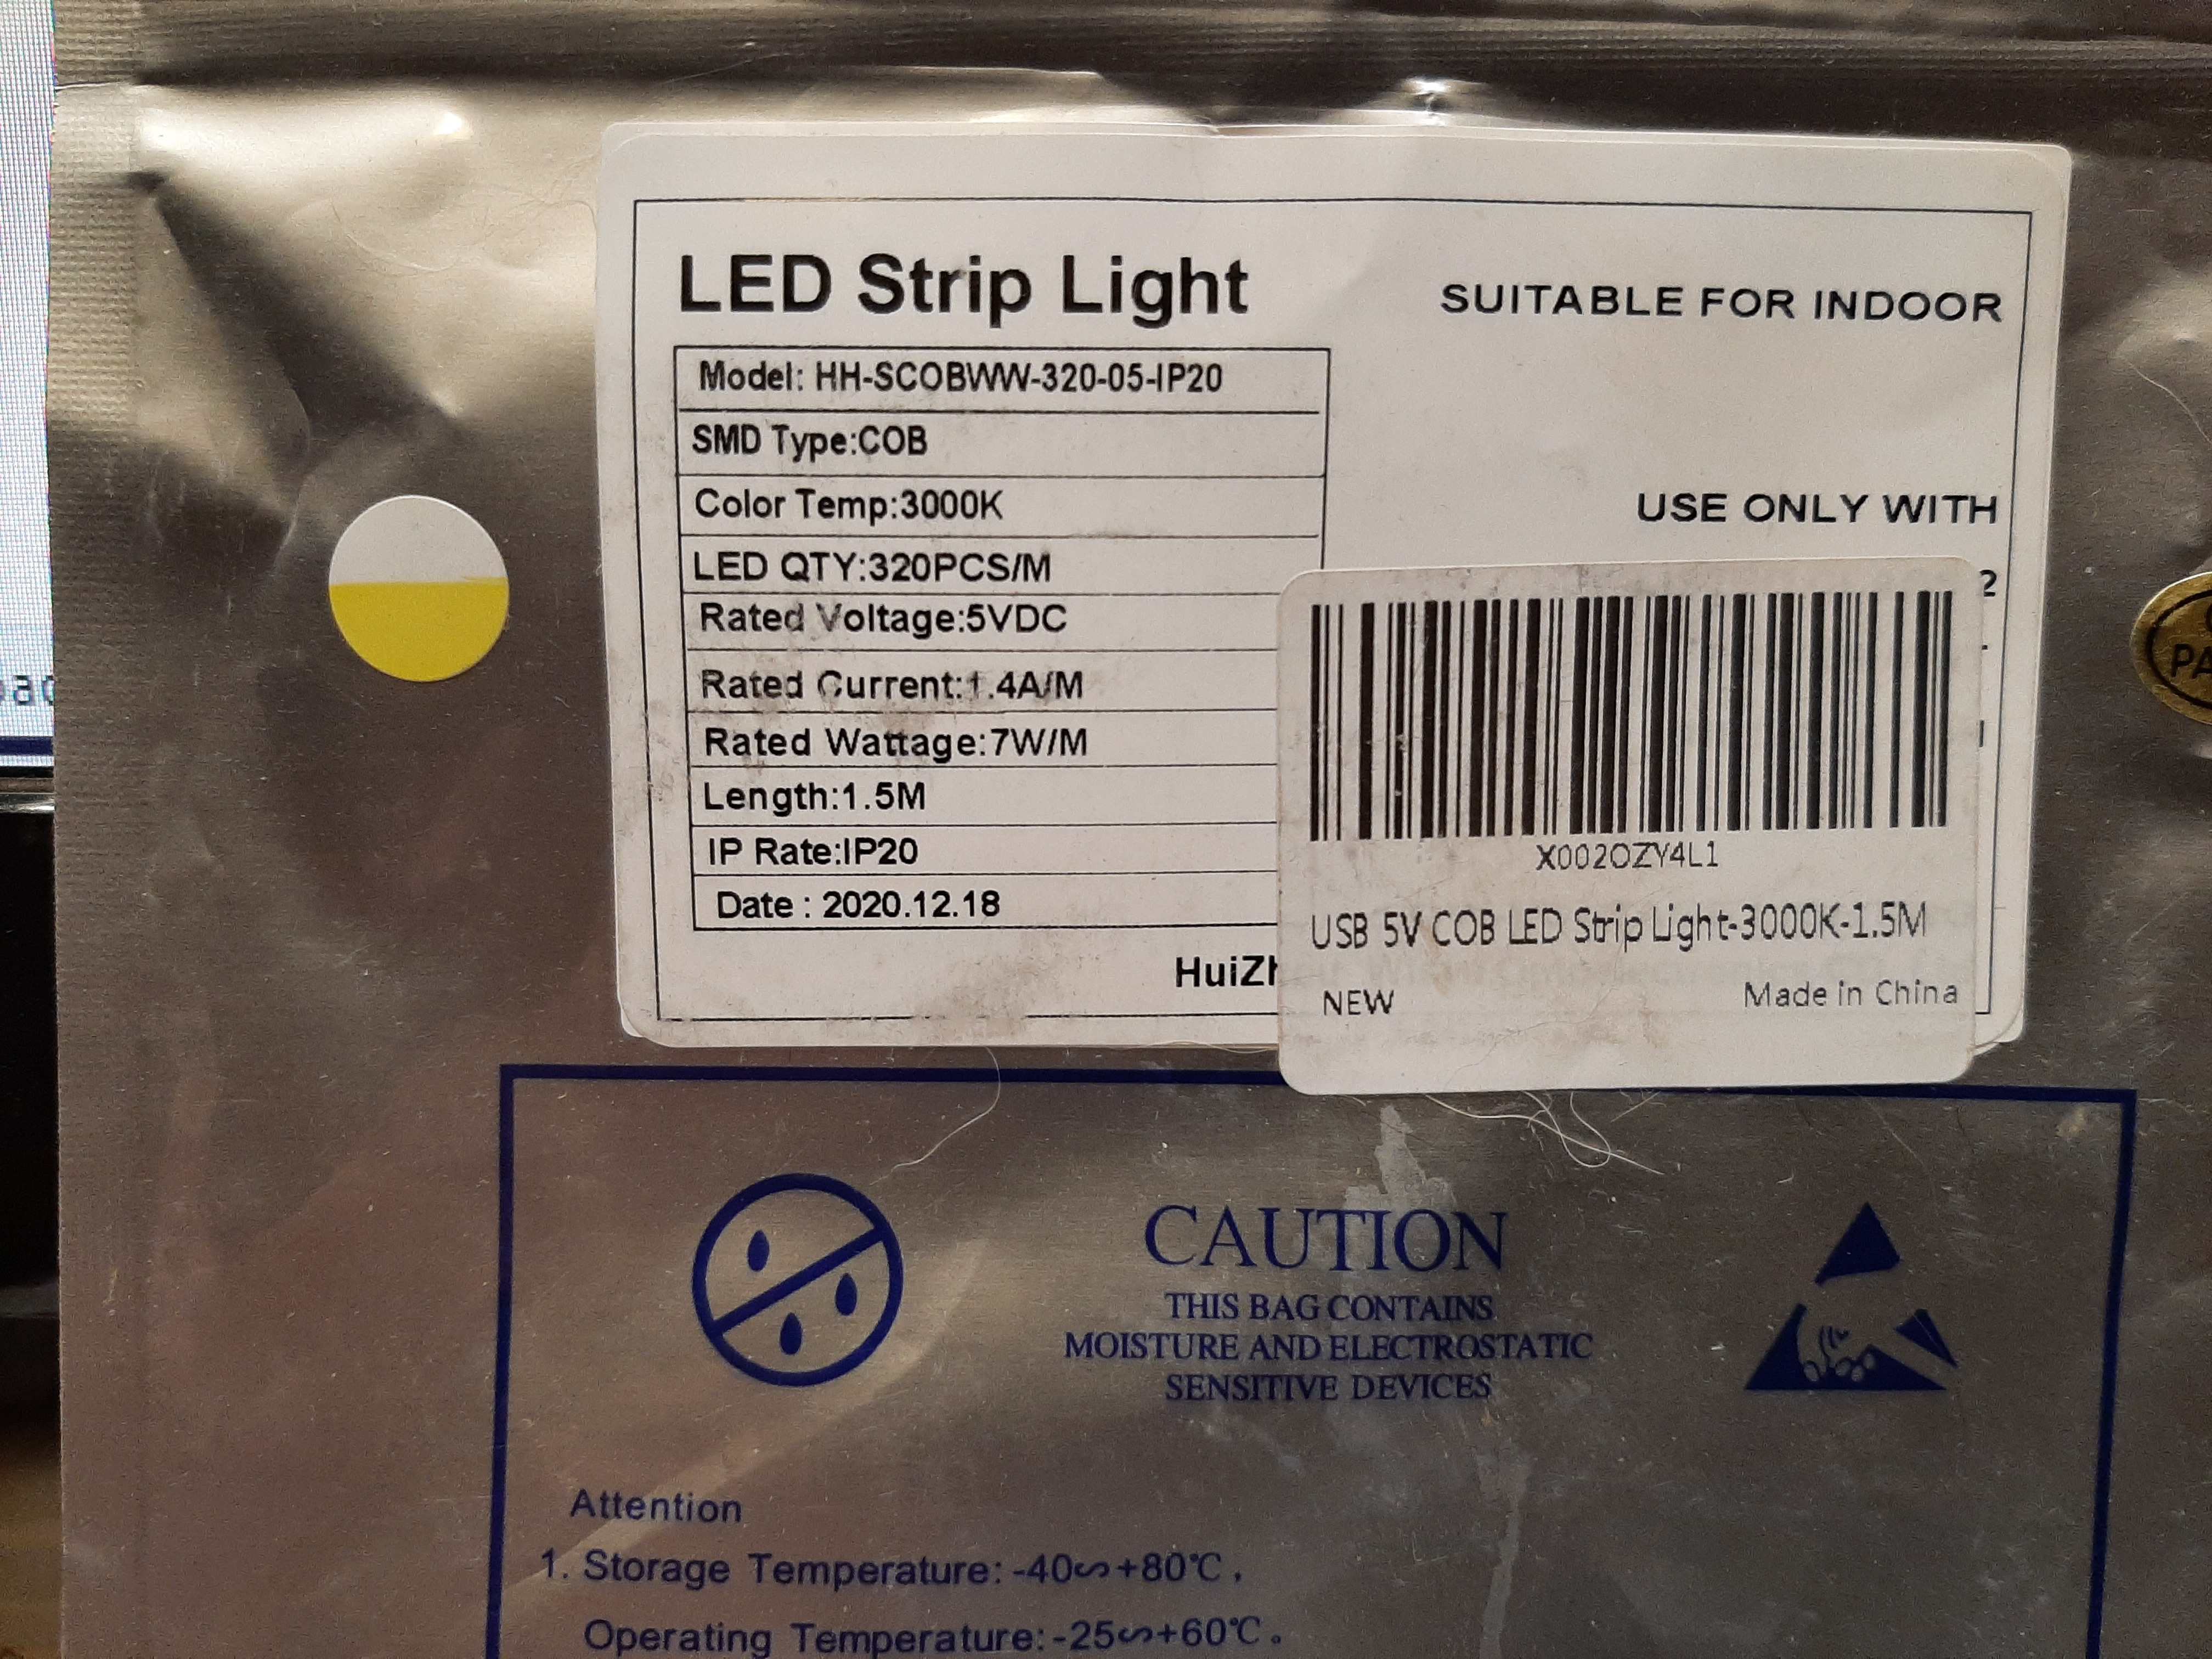 LED Strip Light
SUITABLE FOR INDOOR
Model: HH-SCOBWW-320-05-IP20
SMD Type:COB
Color Temp:3000K
LED QTY:320PCS/M
Rated Voltage:5VDC
Rated Current:1.4A/M
Rated Wattage:7W/M
Length:1.5M
IP Rate:IP20
Date : 2020.12.18
USE ONLY WITH
2
HuiZh
X002OZY4L1
USB 5V COB LED Strip Light-3000K-1.5M
NEW
Made in China
PA
CAUTION
THIS BAG CONTAINS
MOISTURE AND ELECTROSTATIC
SENSITIVE DEVICES
Attention
1. Storage Temperature: -40∽+80℃ .
Operating Temperature: -25∽+60℃ 。